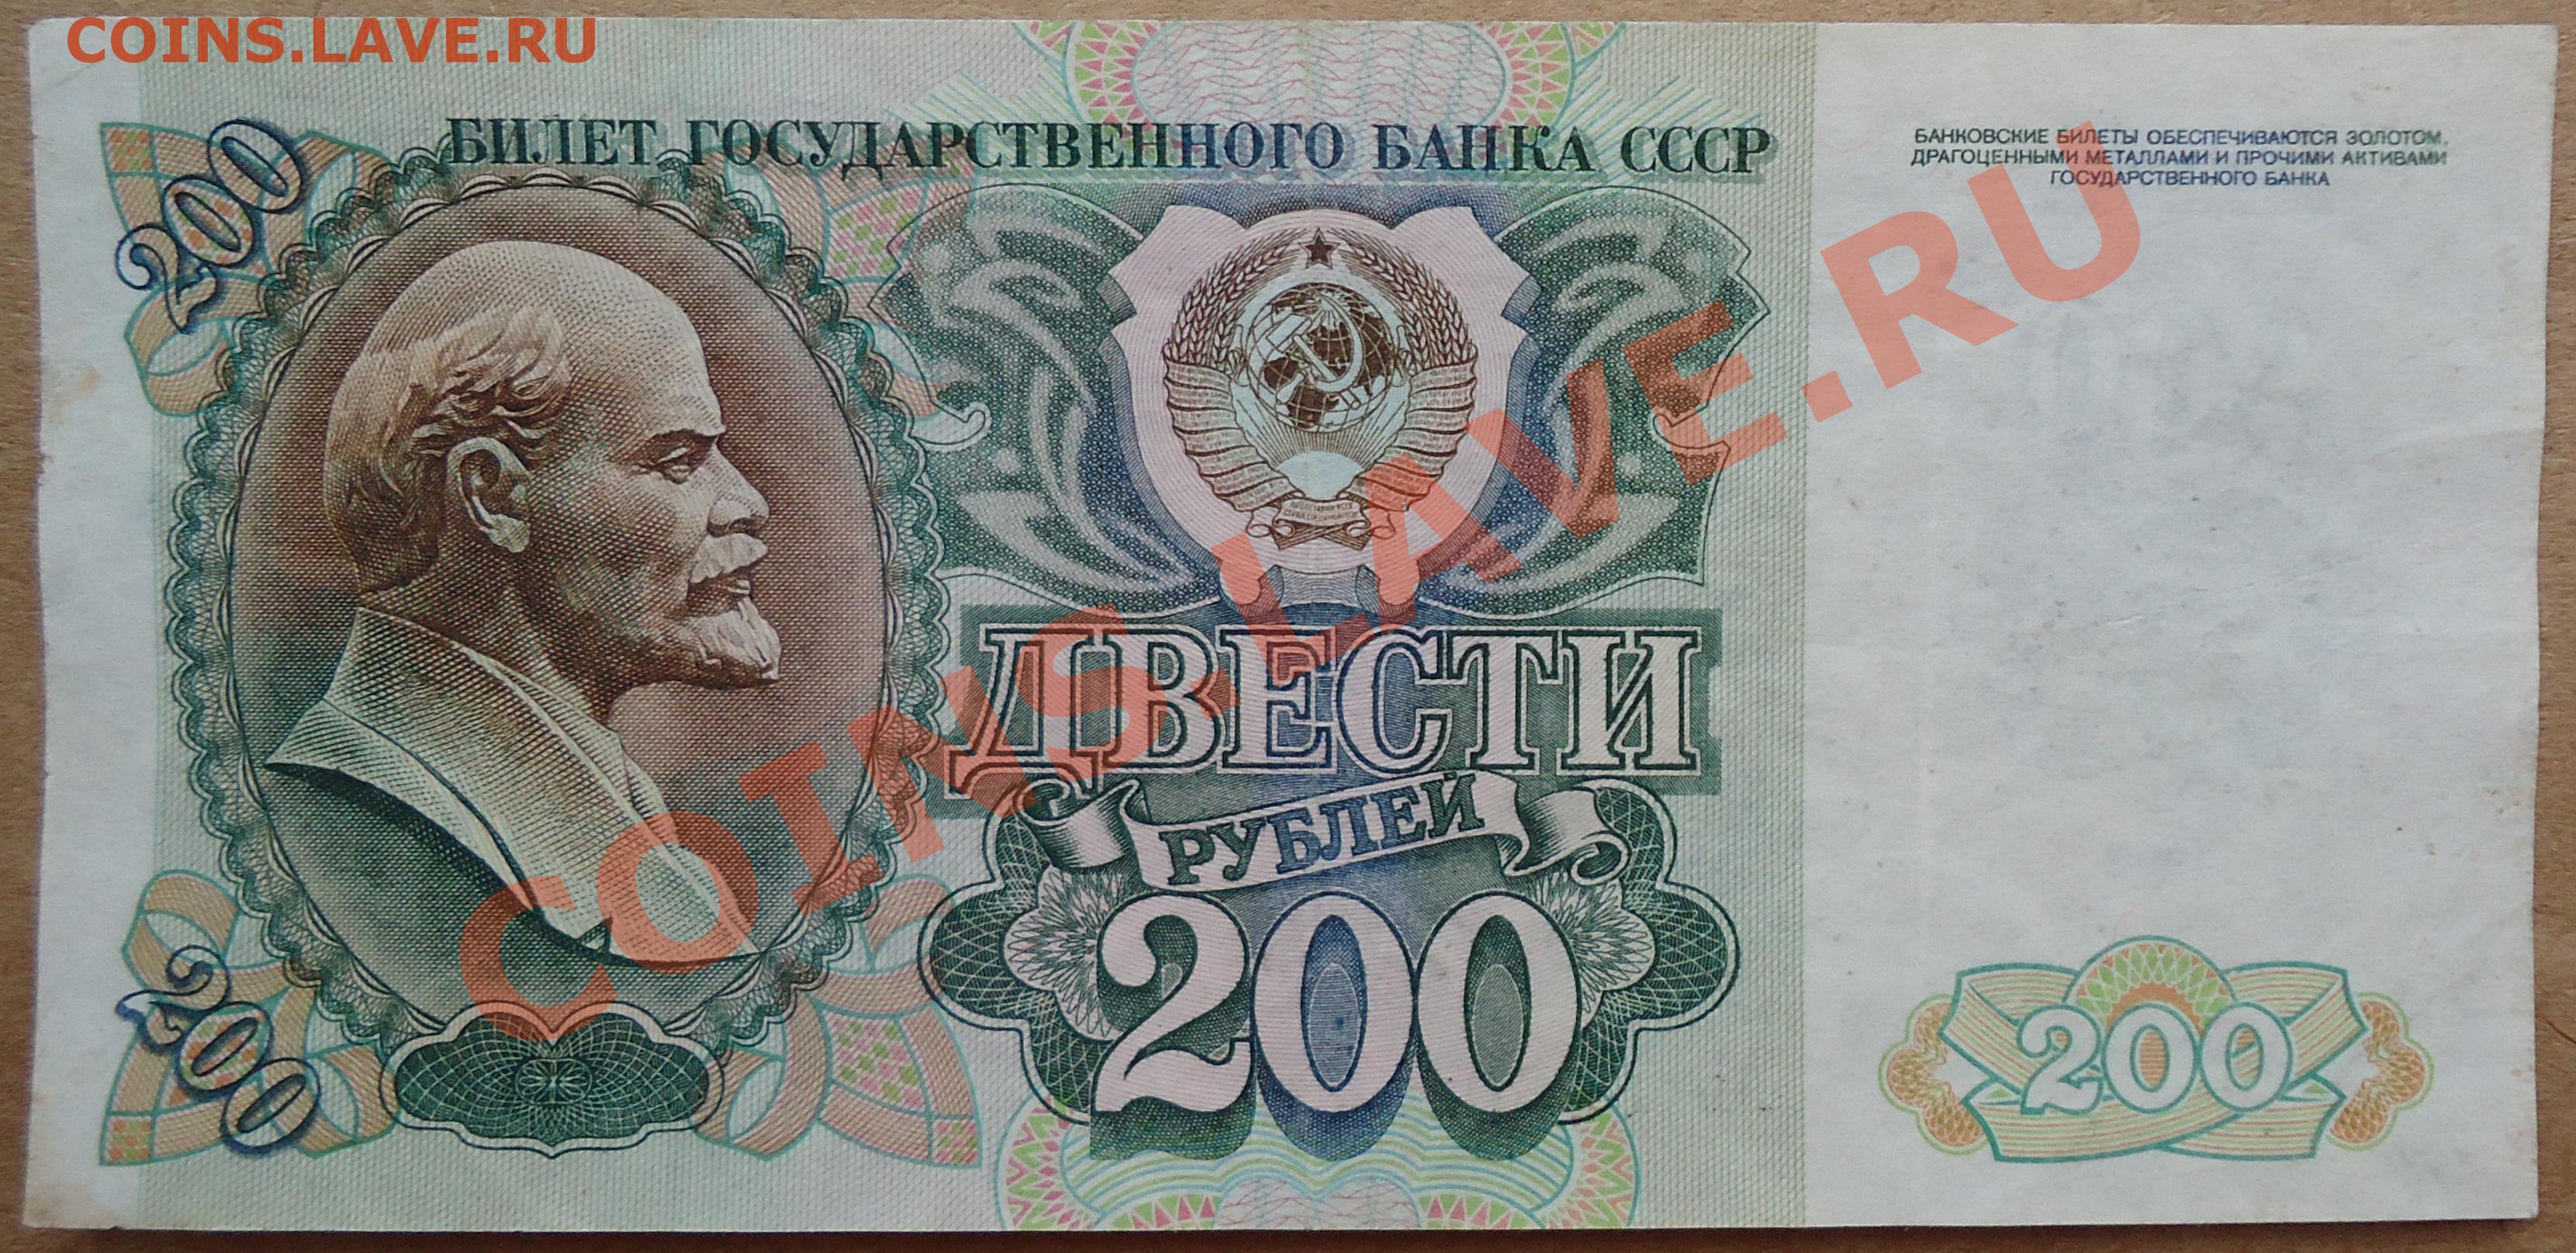 COINS.LAVE.RU
БИЛЕТ ГОСУДАРСТВЕННОГО БАНКА СССР
200
БАНКОВСКИЕ БИЛЕТЫ ОБЕСПЕЧИВАЮТСЯ ЗОЛОТОМ,
ДРАГОЦЕННЫМИ МЕТАЛЛАМИ И ПРОЧИМИ АКТИВАМИ
ГОСУДАРСТВЕННОГО БАНКА
COINS.LAVE.RU
ДВЕСТИ
РУБЛЕЙ
200
200
200